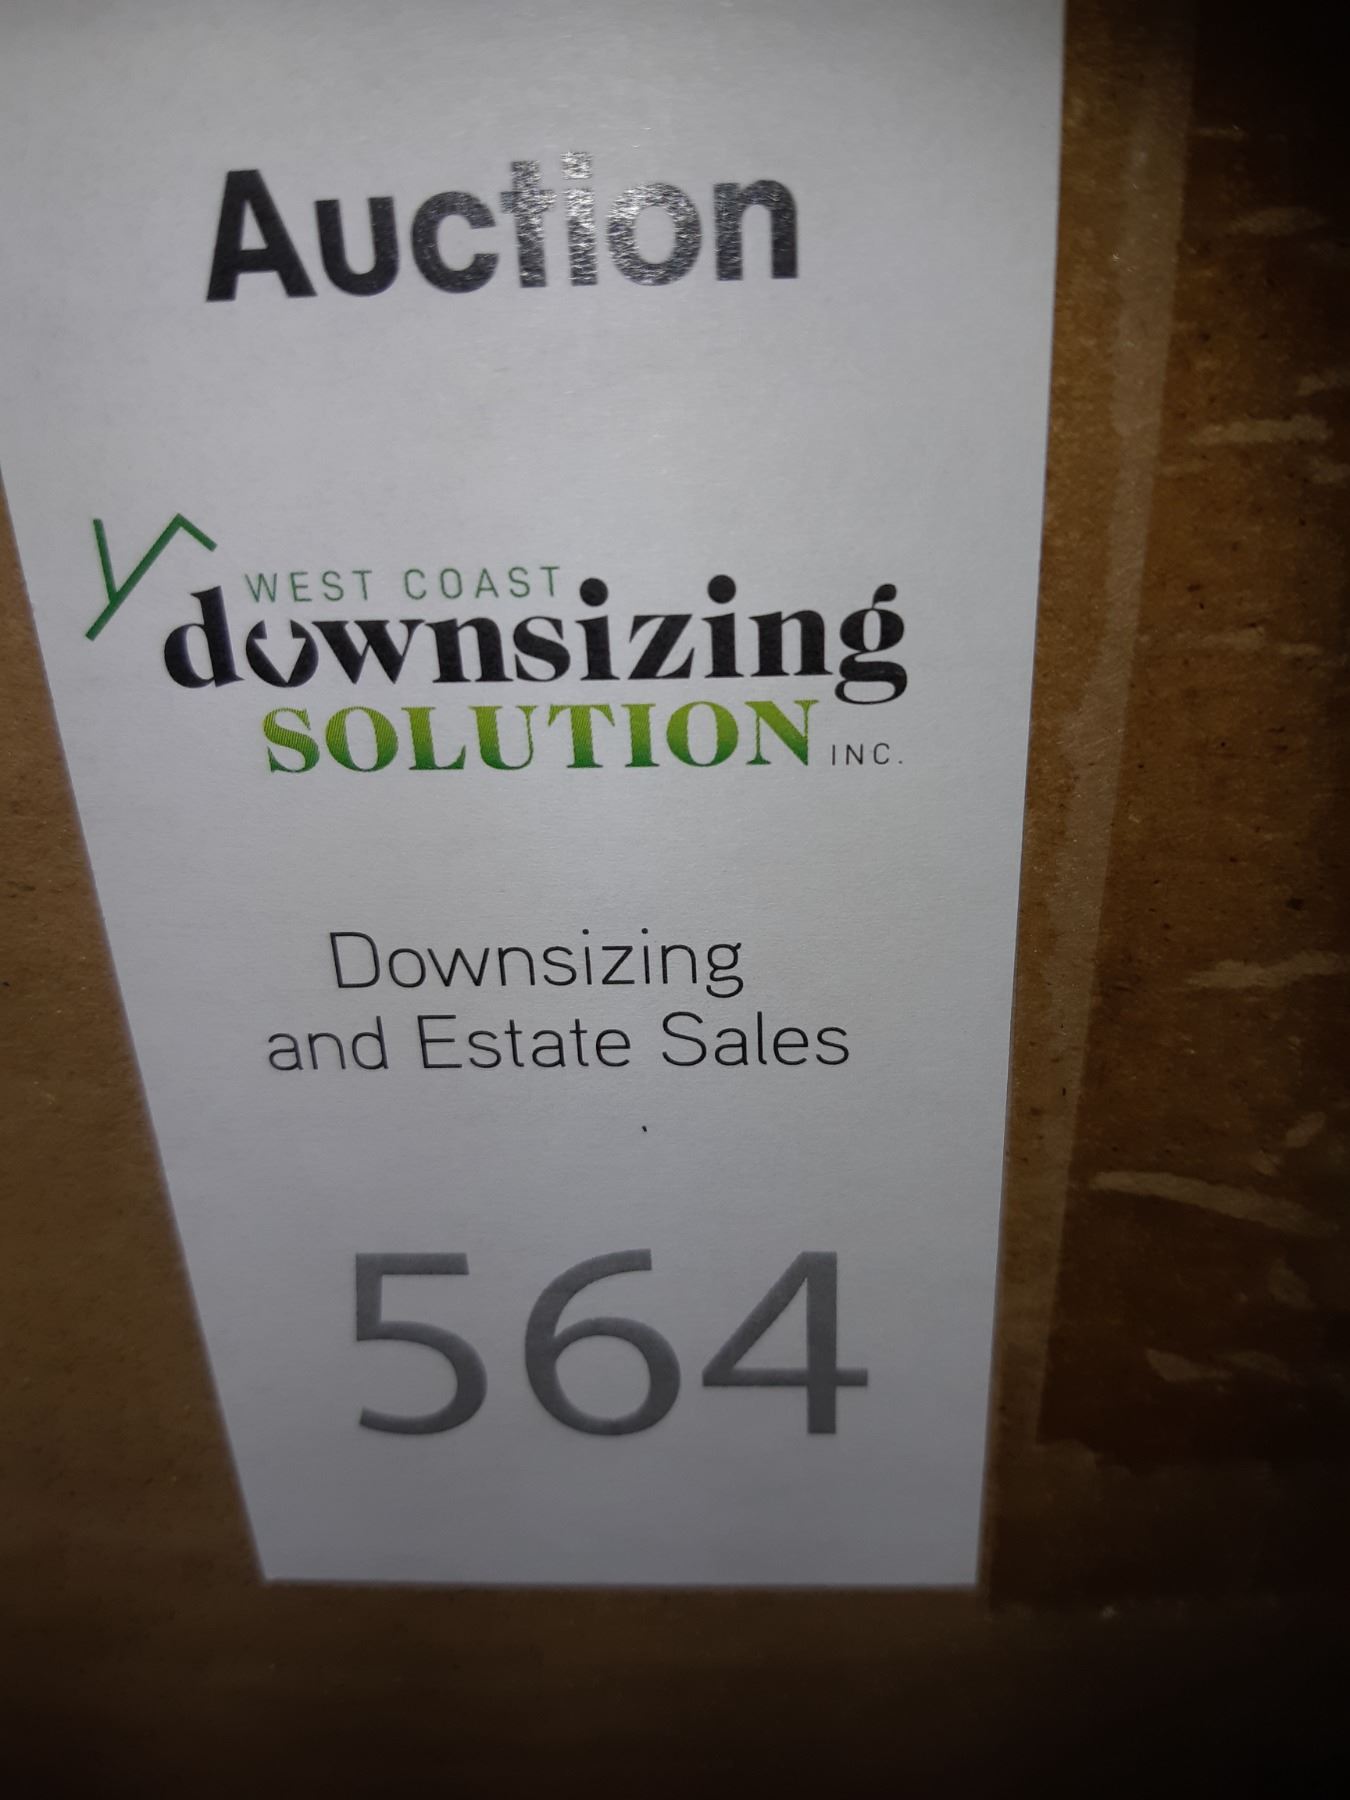 Auction
WEST COAST
downsizing
SOLUTION INC.
Downsizing
and Estate Sales
564